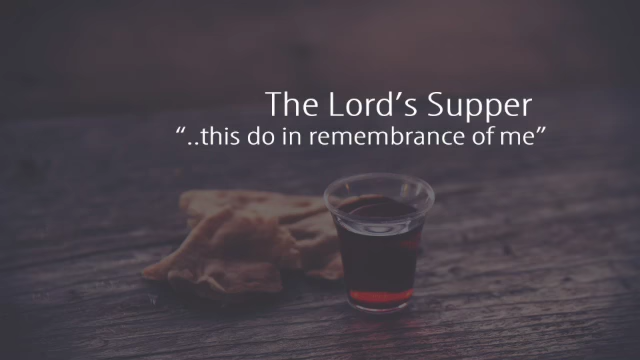 The Lord’s Supper
“..this do in remembrance of me”